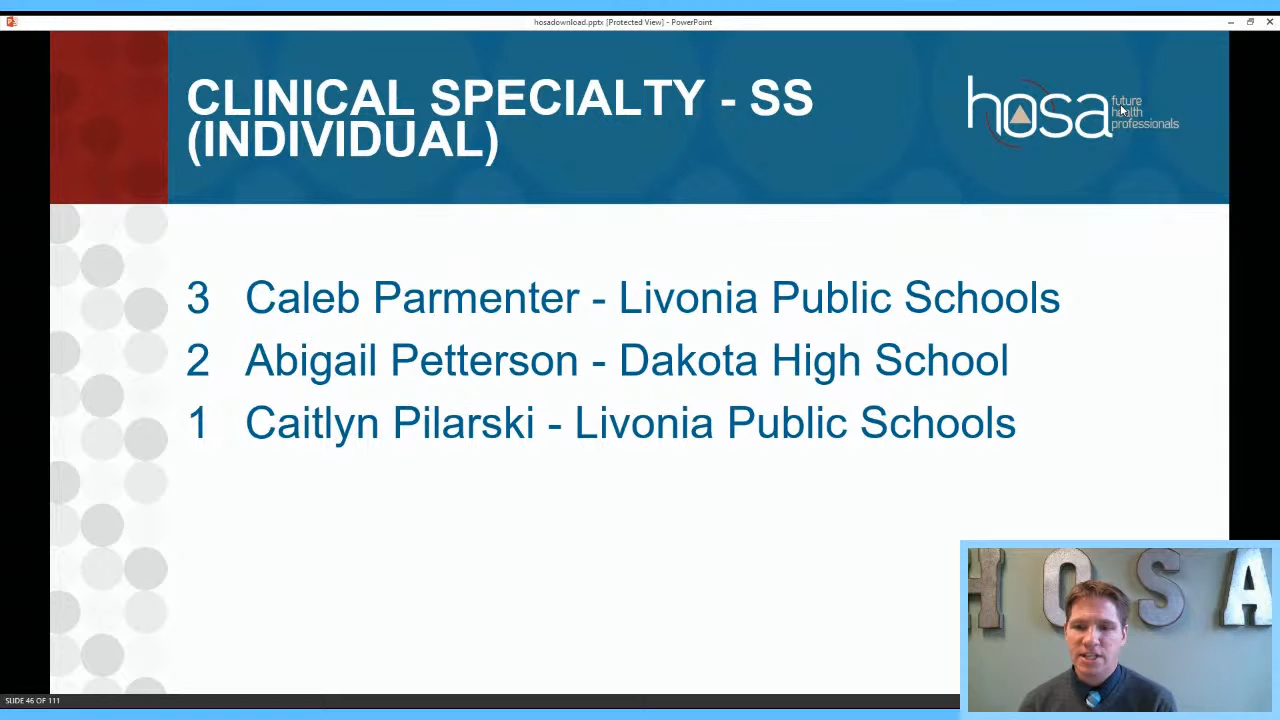 hosadownload.pptx [Protected View] - PowerPoint
CLINICAL SPECIALTY - SS
(INDIVIDUAL)
hosa
future
health
professionals
3 Caleb Parmenter - Livonia Public Schools
2 Abigail Petterson - Dakota High School
1 Caitlyn Pilarski - Livonia Public Schools
HOSA
SLIDE 46 OF 111